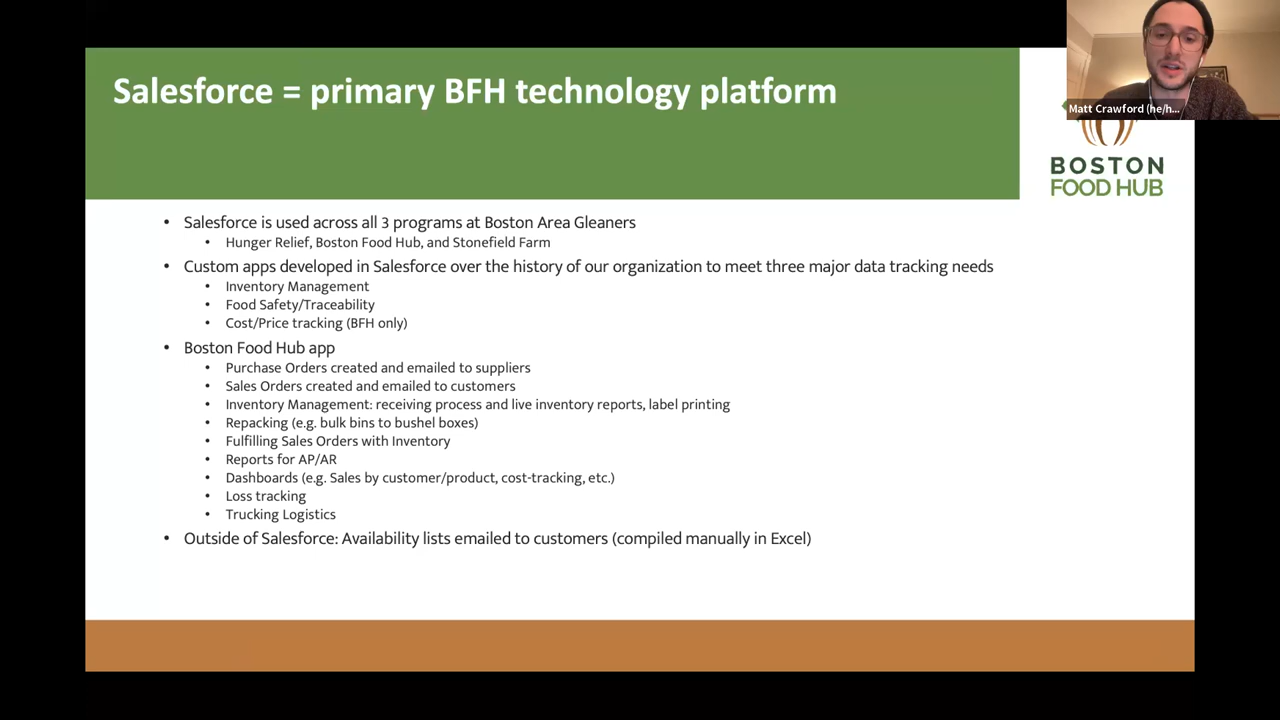 Salesforce = primary BFH technology platform
Matt Crawford (he/h...
BOSTON
FOOD HUB
• Salesforce is used across all 3 programs at Boston Area Gleaners
• Hunger Relief, Boston Food Hub, and Stonefield Farm
• Custom apps developed in Salesforce over the history of our organization to meet three major data tracking needs
• Inventory Management
• Food Safety/Traceability
• Cost/Price tracking (BFH only)
• Boston Food Hub app
• Purchase Orders created and emailed to suppliers
• Sales Orders created and emailed to customers
• Inventory Management: receiving process and live inventory reports, label printing
• Repacking (e.g. bulk bins to bushel boxes)
• Fulfilling Sales Orders with Inventory
• Reports for AP/AR
• Dashboards (e.g. Sales by customer/product, cost-tracking, etc.)
• Loss tracking
• Trucking Logistics
• Outside of Salesforce: Availability lists emailed to customers (compiled manually in Excel)